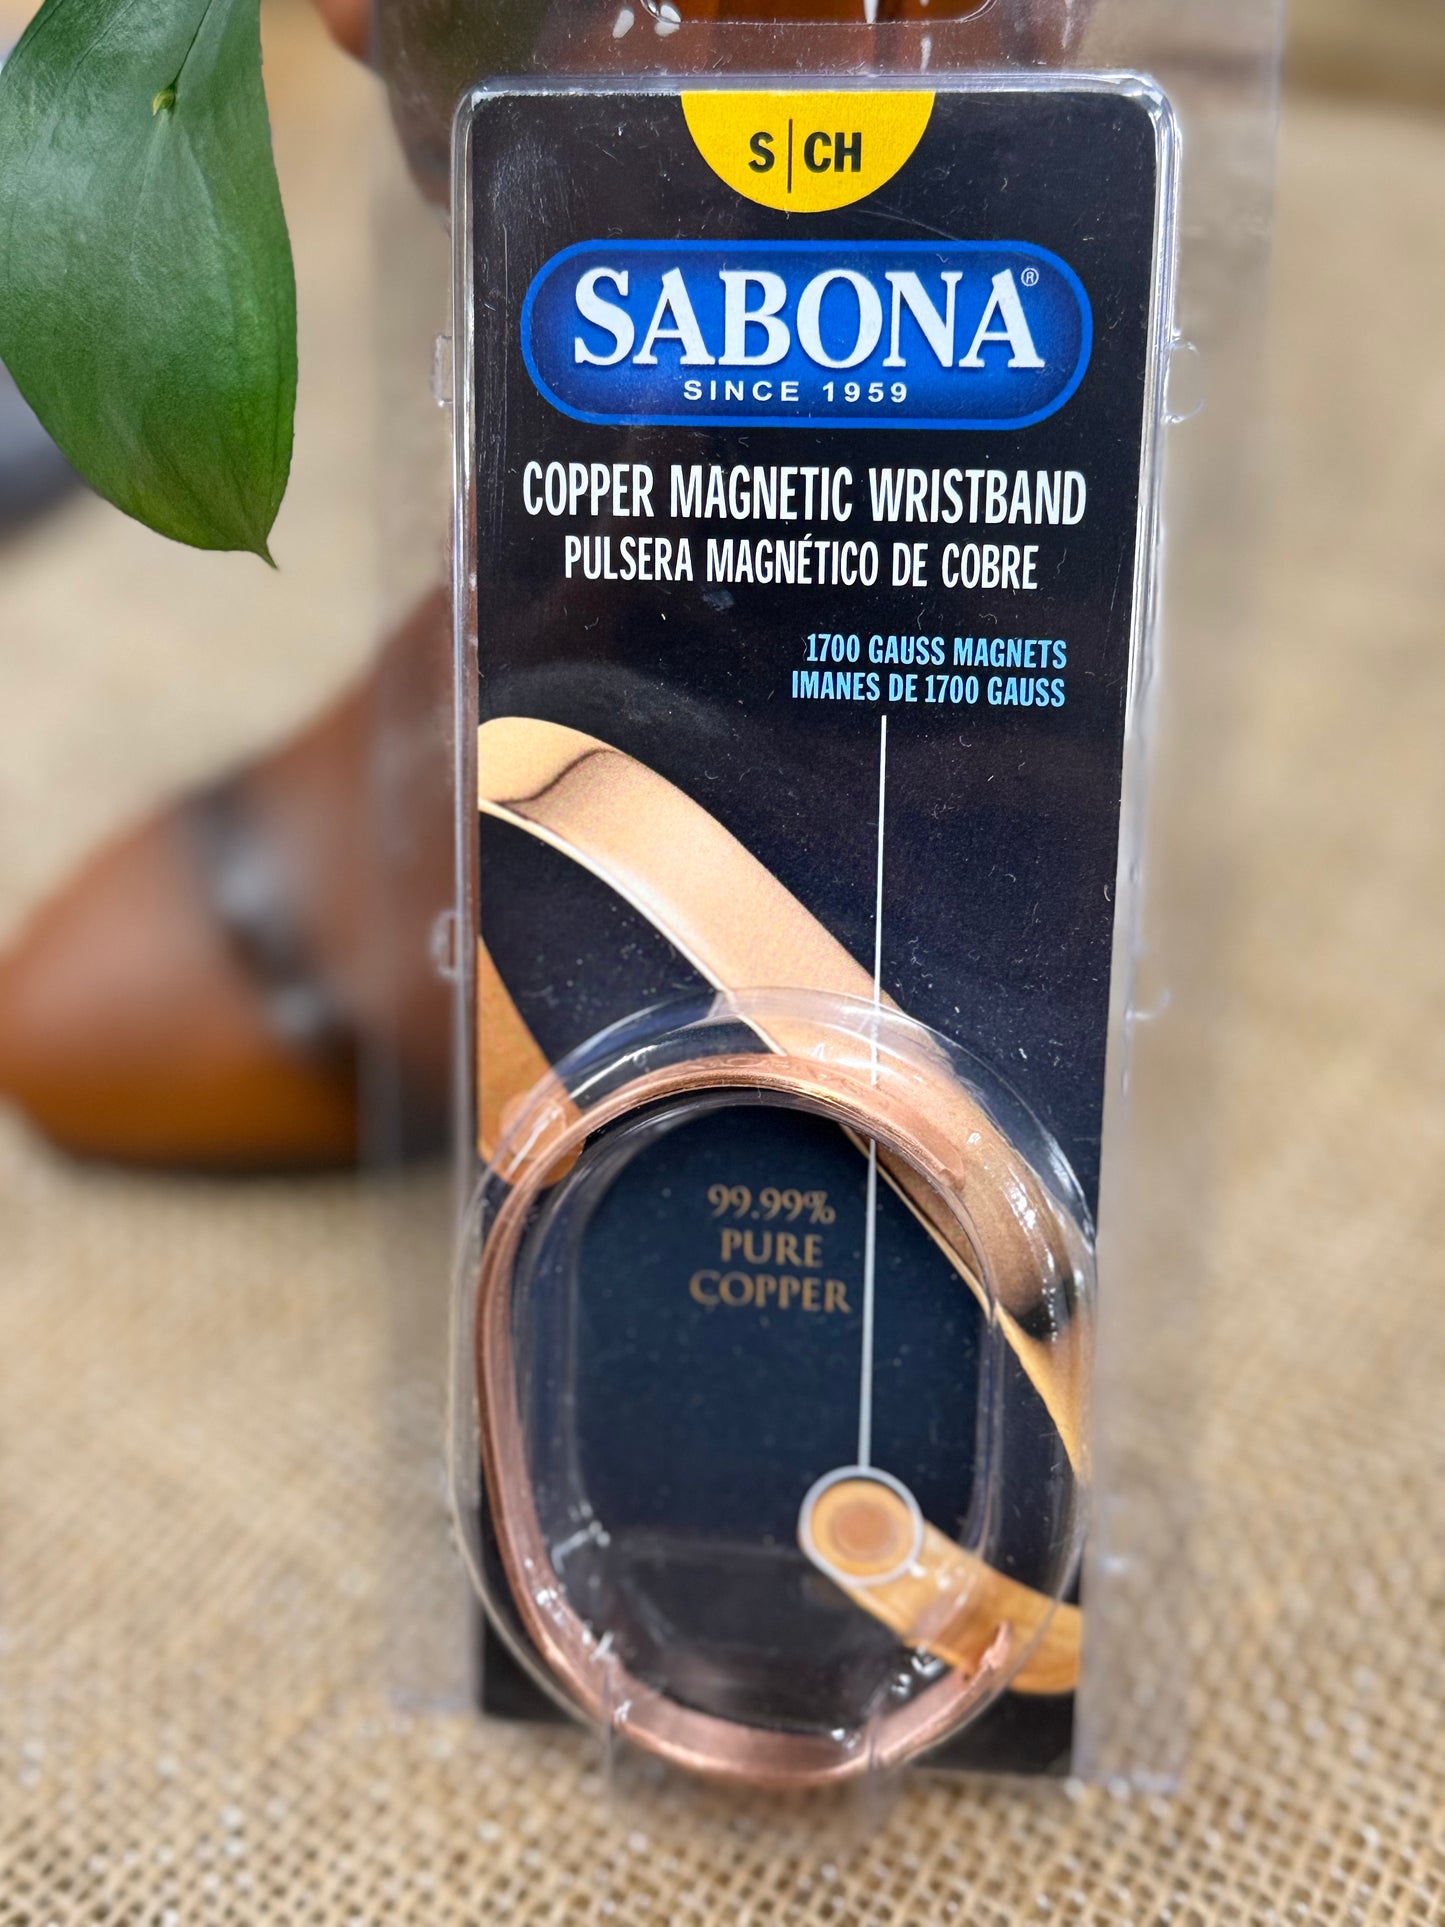 S | CH
SABONA®
SINCE 1959
COPPER MAGNETIC WRISTBAND
PULSERA MAGNÉTICO DE COBRE
1700 GAUSS MAGNETS
IMANES DE 1700 GAUSS
99.99%
PURE
COPPER